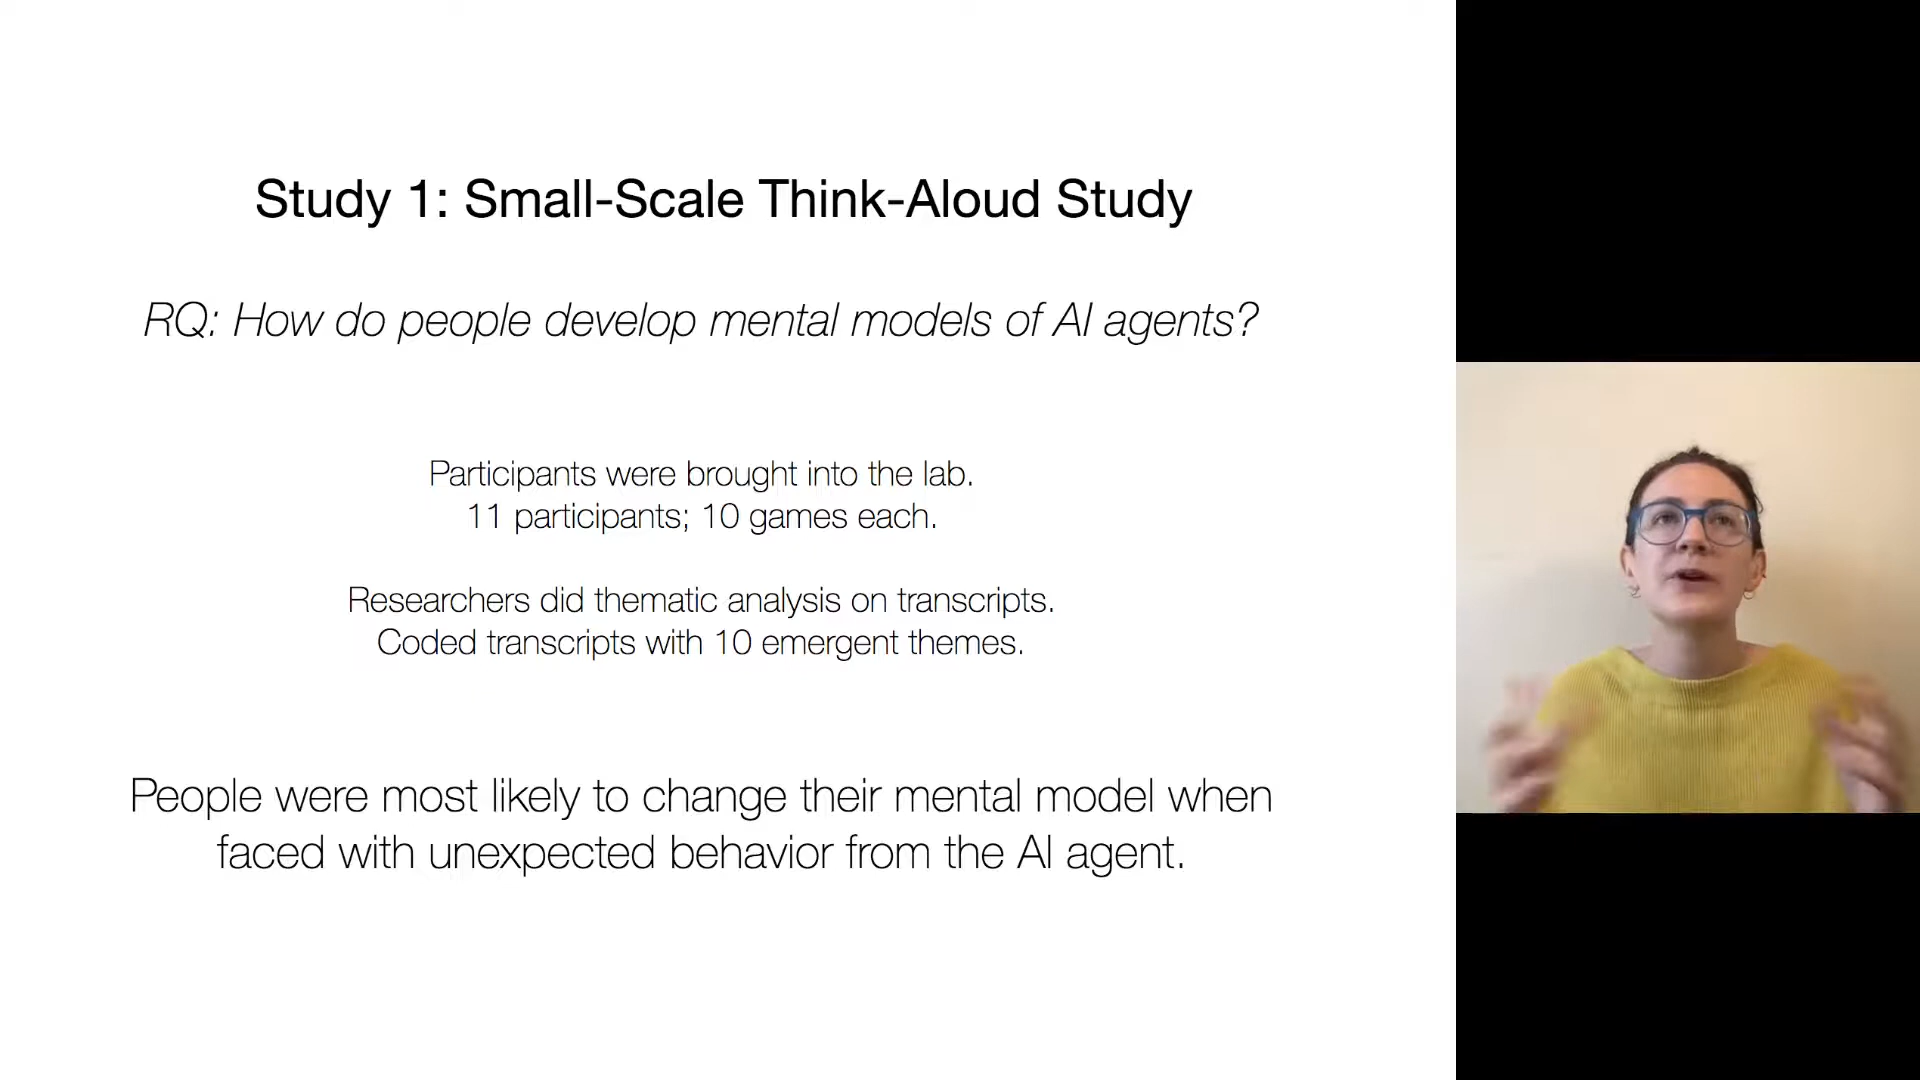 Study 1: Small-Scale Think-Aloud Study
RQ: How do people develop mental models of AI agents?
Participants were brought into the lab.
11 participants; 10 games each.
Researchers did thematic analysis on transcripts.
Coded transcripts with 10 emergent themes.
People were most likely to change their mental model when
faced with unexpected behavior from the AI agent.